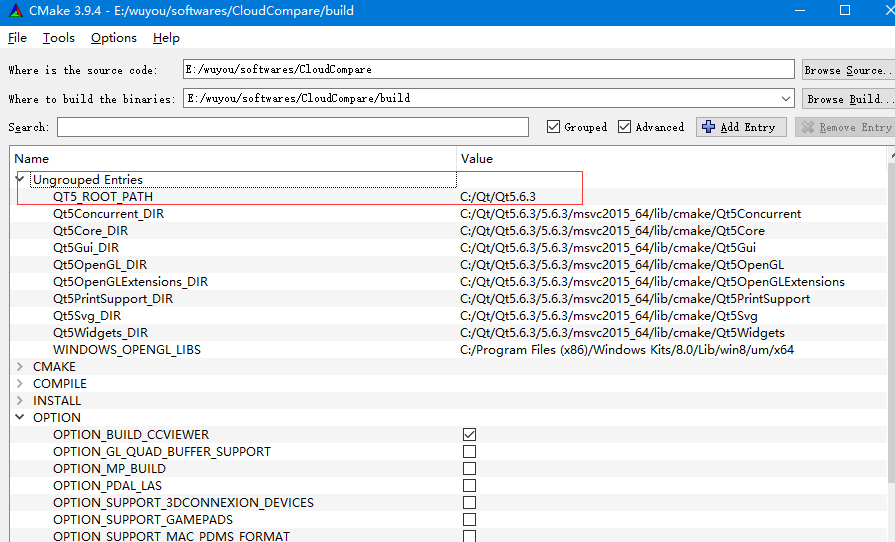 CMake 3.9.4 - E:/wuyou/softwares/CloudCompare/build
File Tools Options Help
Where is the source code: E:/wuyou/softwares/CloudCompare Browse Source...
Where to build the binaries: E:/wuyou/softwares/CloudCompare/build Browse Build...
Search: Grouped Advanced Add Entry Remove Entry
Name Value
Ungrouped Entries
QT5_ROOT_PATH C:/Qt/Qt5.6.3
Qt5Concurrent_DIR C:/Qt/Qt5.6.3/5.6.3/msvc2015_64/lib/cmake/Qt5Concurrent
Qt5Core_DIR C:/Qt/Qt5.6.3/5.6.3/msvc2015_64/lib/cmake/Qt5Core
Qt5Gui_DIR C:/Qt/Qt5.6.3/5.6.3/msvc2015_64/lib/cmake/Qt5Gui
Qt5OpenGL_DIR C:/Qt/Qt5.6.3/5.6.3/msvc2015_64/lib/cmake/Qt5OpenGL
Qt5OpenGLExtensions_DIR C:/Qt/Qt5.6.3/5.6.3/msvc2015_64/lib/cmake/Qt5OpenGLExtensions
Qt5PrintSupport_DIR C:/Qt/Qt5.6.3/5.6.3/msvc2015_64/lib/cmake/Qt5PrintSupport
Qt5Svg_DIR C:/Qt/Qt5.6.3/5.6.3/msvc2015_64/lib/cmake/Qt5Svg
Qt5Widgets_DIR C:/Qt/Qt5.6.3/5.6.3/msvc2015_64/lib/cmake/Qt5Widgets
WINDOWS_OPENGL_LIBS C:/Program Files (x86)/Windows Kits/8.0/Lib/win8/um/x64
CMAKE
COMPILE
INSTALL
OPTION
OPTION_BUILD_CCVIEWER
OPTION_GL_QUAD_BUFFER_SUPPORT
OPTION_MP_BUILD
OPTION_PDAL_LAS
OPTION_SUPPORT_3DCONNEXION_DEVICES
OPTION_SUPPORT_GAMEPADS
OPTION_SUPPORT_MAC_PDMS_FORMAT